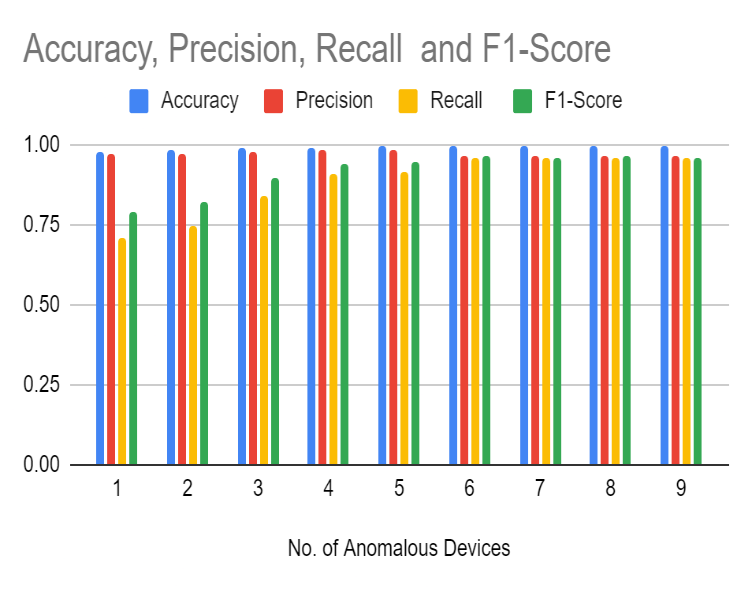 Accuracy, Precision, Recall and F1-Score
Accuracy Precision Recall F1-Score
1.00
0.75
0.50
0.25
0.00
1 2 3 4 5 6 7 8 9
No. of Anomalous Devices